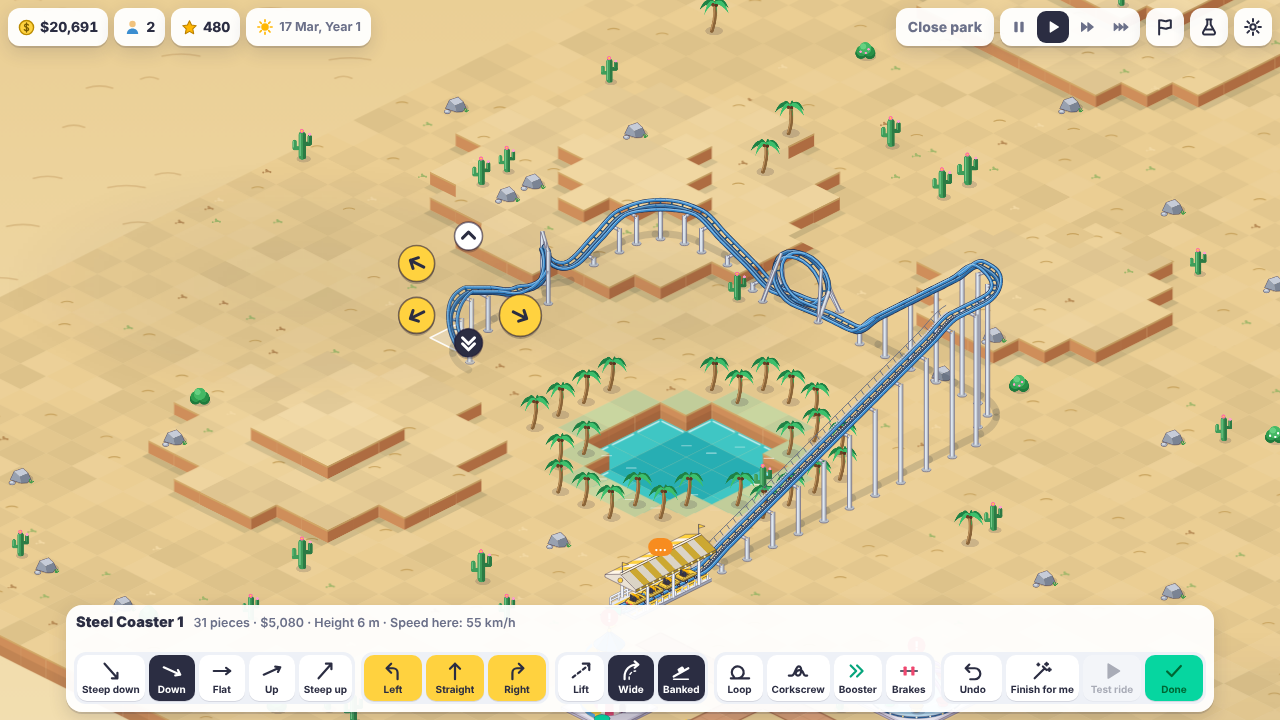 $20,691
2
480
17 Mar, Year 1
Close park
Steel Coaster 1 31 pieces · $5,080 · Height 6 m · Speed here: 55 km/h
Steep down
Down
Flat
Up
Steep up
Left
Straight
Right
Lift
Wide
Banked
Loop
Corkscrew
Booster
Brakes
Undo
Finish for me
Test ride
Done